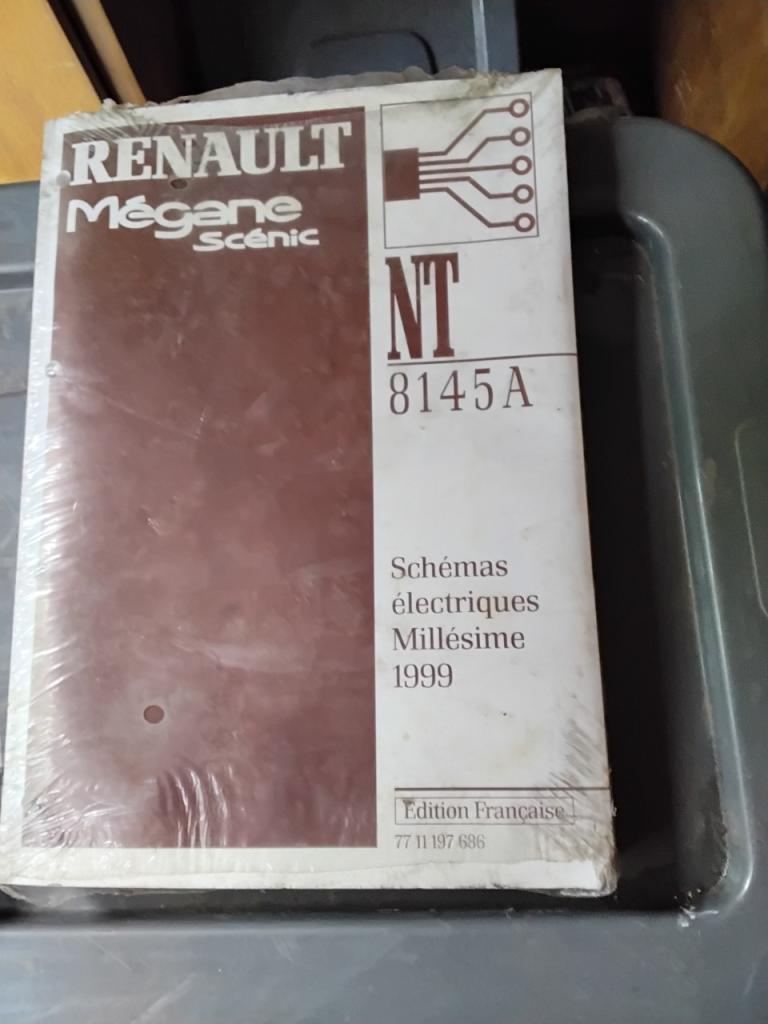 RENAULT
Mégane
scénic
NT
8145A
Schémas
électriques
Millésime
1999
Edition Française
77 11 197 686